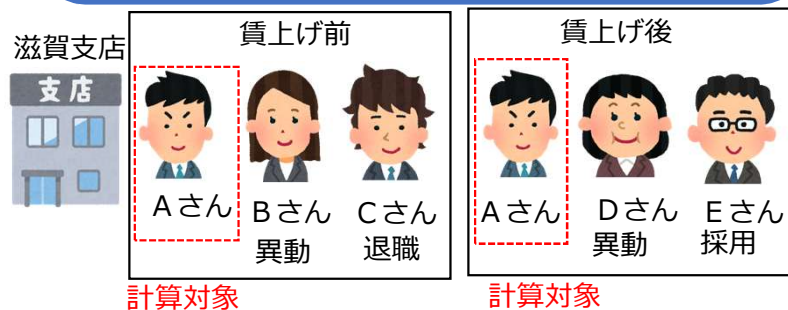 滋賀支店
支店
賃上げ前
Aさん
Bさん
異動
Cさん
退職
計算対象
賃上げ後
Aさん
Dさん
異動
Eさん
採用
計算対象